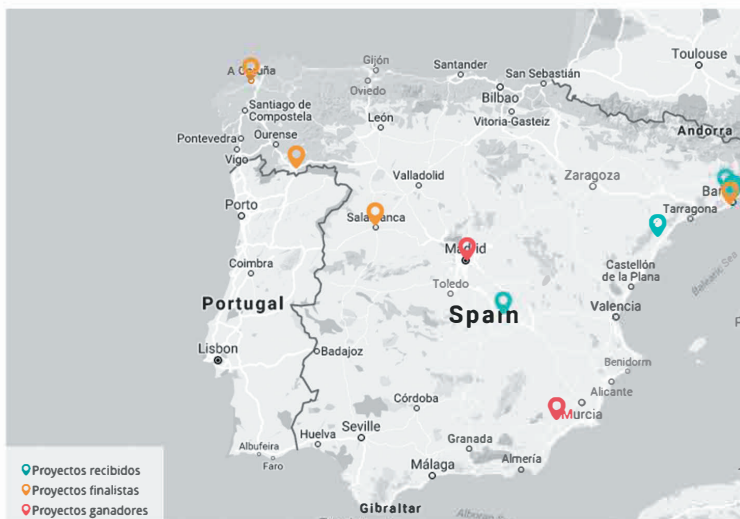 Toulouse
Gijón
Santander
San Sebastián
A Coruña
Oviedo
Bilbao
Santiago de
Compostela
León
Vitoria-Gasteiz
Andorra
Pontevedra
Ourense
Vigo
Valladolid
Zaragoza
Bar
Porto
Salamanca
Tarragona
Madrid
Coimbra
Toledo
Castellón
de la Plana
Balearic Sea
Portugal
Spain
Valencia
Lisbon
Badajoz
Benidorm
Córdoba
Alicante
Murcia
Huelva
Seville
Granada
Albufeira
Faro
Almería
Málaga
Proyectos recibidos
Proyectos finalistas
Proyectos ganadores
Gibraltar